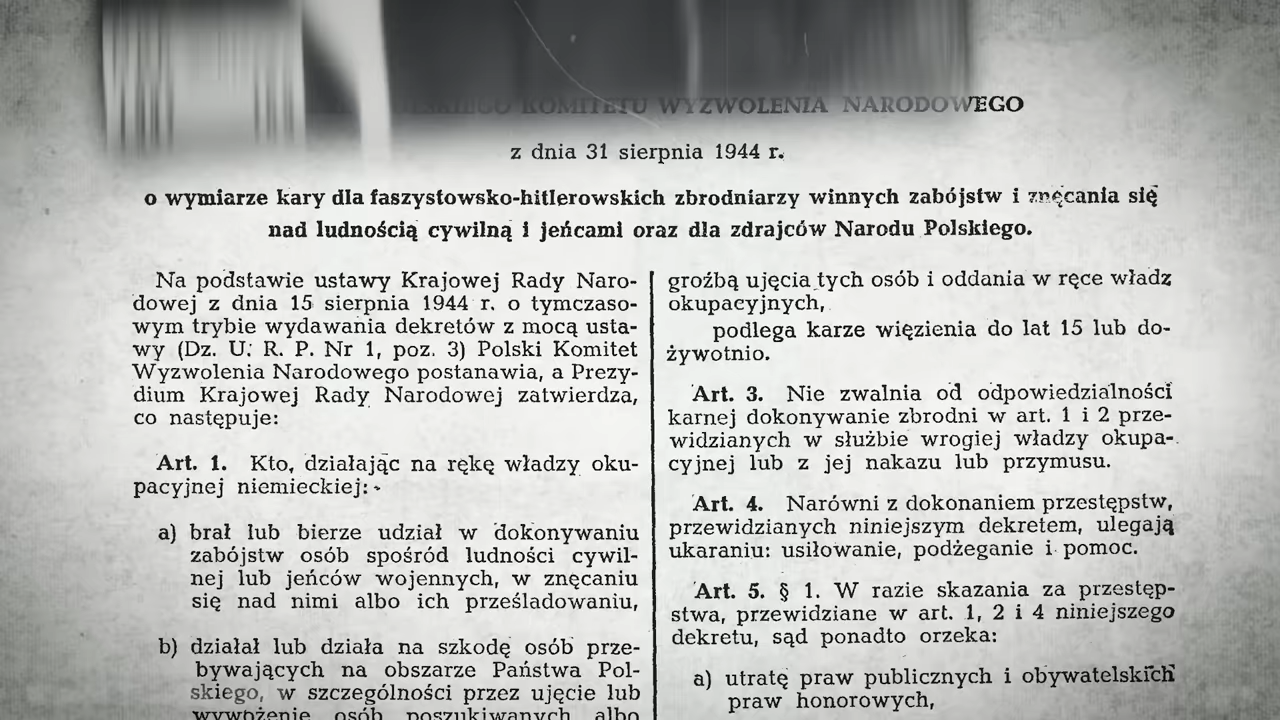 KOMITETU WYZWOLENIA NARODOWEGO
z dnia 31 sierpnia 1944 r.
o wymiarze kary dla faszystowsko-hitlerowskich zbrodniarzy winnych zabójstw i znęcania się
nad ludnością cywilną i jeńcami oraz dla zdrajców Narodu Polskiego.
Na podstawie ustawy Krajowej Rady Naro-
dowej z dnia 15 sierpnia 1944 r. o tymczaso-
wym trybie wydawania dekretów z mocą usta-
wy (Dz. U. R. P. Nr 1, poz. 3) Polski Komitet
Wyzwolenia Narodowego postanawia, a Prezy-
dium Krajowej Rady Narodowej zatwierdza,
co następuje:
Art. 1. Kto, działając na rękę władzy oku-
pacyjnej niemieckiej:
a) brał lub bierze udział w dokonywaniu
zabójstw osób spośród ludności cywil-
nej lub jeńców wojennych, w znęcaniu
się nad nimi albo ich prześladowaniu,
b) działał lub działa na szkodę osób prze-
bywających na obszarze Państwa Pol-
skiego, w szczególności przez ujęcie lub
wywożenie osób poszukiwanych albo
groźbą ujęcia tych osób i oddania w ręce władz
okupacyjnych,
podlega karze więzienia do lat 15 lub do-
żywotnio.
Art. 3. Nie zwalnia od odpowiedzialności
karnej dokonywanie zbrodni w art. 1 i 2 prze-
widzianych w służbie wrogiej władzy okupa-
cyjnej lub z jej nakazu lub przymusu.
Art. 4. Narówni z dokonaniem przestępstw,
przewidzianych niniejszym dekretem, ulegają
ukaraniu: usiłowanie, podżeganie i pomoc.
Art. 5. § 1. W razie skazania za przestęp-
stwa, przewidziane w art. 1, 2 i 4 niniejszego
dekretu, sąd ponadto orzeka:
a) utratę praw publicznych i obywatelskich
praw honorowych,